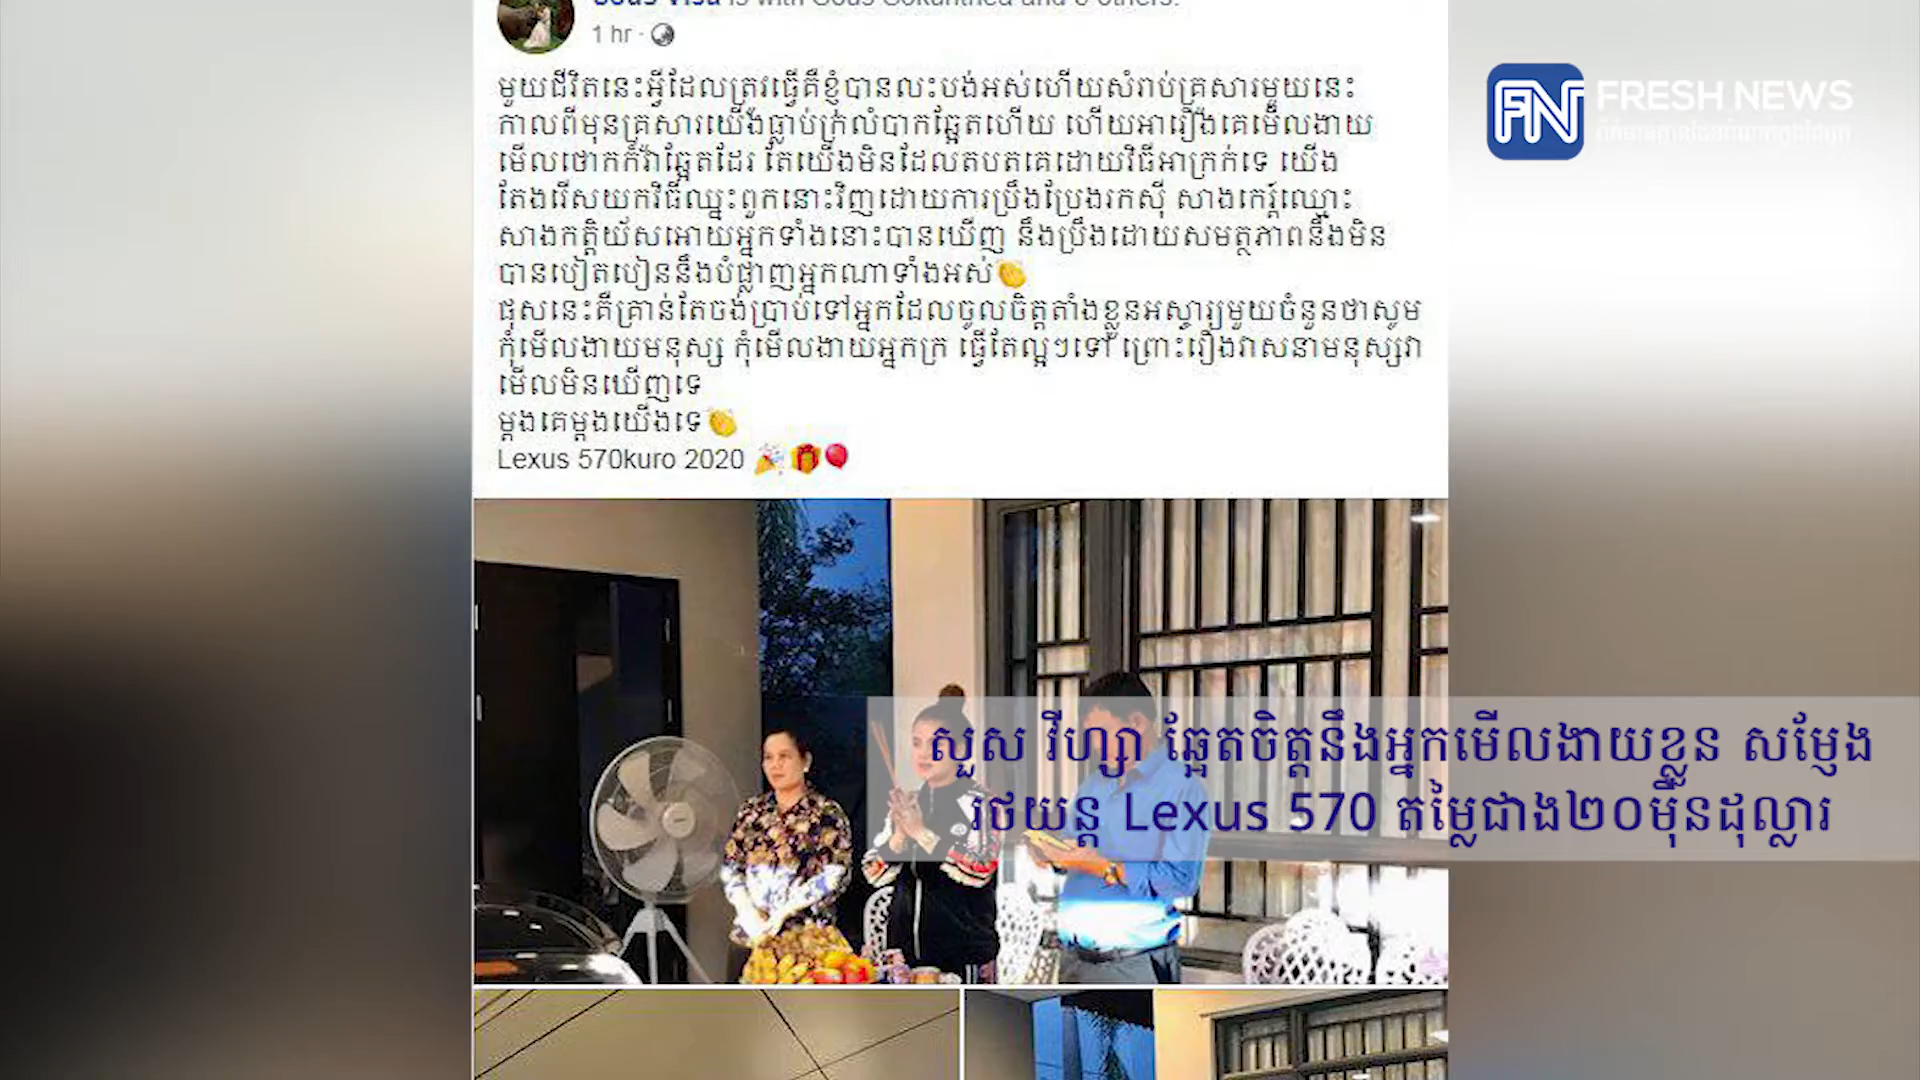 Sous Visa is with Sous Sokunthea and 6 others.
1 hr ·
FRESH NEWS
មួយជីវិតនេះអ្វីដែលត្រូវធ្វើគឺខ្ញុំបានលះបង់អស់ហើយសំរាប់គ្រួសារមួយនេះ
កាលពីមុនគ្រួសារយើងធ្លាប់ក្រលំបាកឆ្អែតហើយ ហើយអារឿងគេមើលងាយ
មើលថោកក៏វ៉ាឆ្អែតដែរ តែយើងមិនដែលតបតគេដោយវិធីអាក្រក់ទេ យើង
តែងរើសយកវិធីឈ្នះពួកនោះវិញដោយការប្រឹងប្រែងរកស៊ី សាងកេរ្ត៍ឈ្មោះ
សាងកត្តិយ័សអោយអ្នកទាំងនោះបានឃើញ នឹងប្រឹងដោយសមត្ថភាពនឹងមិន
បានបៀតបៀននឹងបំផ្លាញអ្នកណាទាំងអស់👏
ផុសនេះគឺគ្រាន់តែចង់ប្រាប់ទៅអ្នកដែលចូលចិត្តតាំងខ្លួនអស្ចារ្យមួយចំនួនថាសូម
កុំមើលងាយមនុស្ស កុំមើលងាយអ្នកក្រ ធ្វើតែល្អៗទៅ ព្រោះរឿងវាសនាមនុស្សវា
មើលមិនឃើញទេ
ម្ដងគេម្ដងយើងទេ👏
Lexus 570kuro 2020 🎉🎁🎈
សួស វីហ្សា ឆ្អែតចិត្តនឹងអ្នកមើលងាយខ្លួន សម្ញែង
រថយន្ត Lexus 570 តម្លៃជាង២០ម៉ឺនដុល្លារ